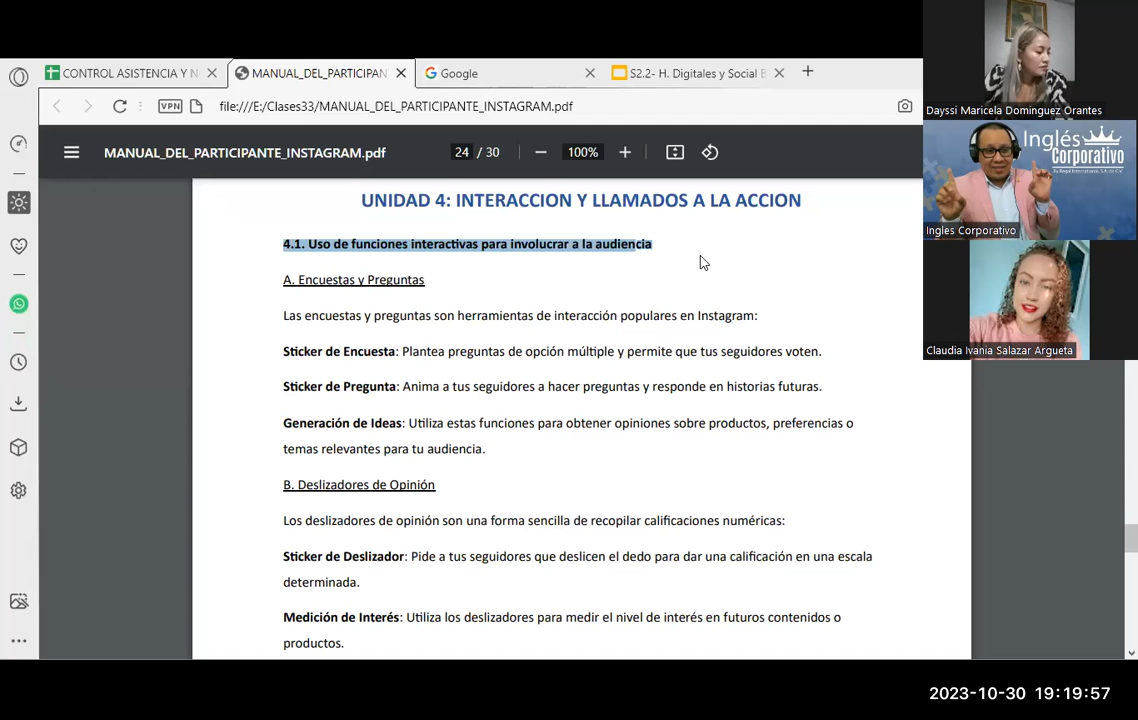 CONTROL ASISTENCIA Y N
MANUAL_DEL_PARTICIPAN
Google
S2.2- H. Digitales y Social B
VPN
file:///E:/Clases33/MANUAL_DEL_PARTICIPANTE_INSTAGRAM.pdf
MANUAL_DEL_PARTICIPANTE_INSTAGRAM.pdf
24 / 30
100%
UNIDAD 4: INTERACCION Y LLAMADOS A LA ACCION
4.1. Uso de funciones interactivas para involucrar a la audiencia
A. Encuestas y Preguntas
Las encuestas y preguntas son herramientas de interacción populares en Instagram:
Sticker de Encuesta: Plantea preguntas de opción múltiple y permite que tus seguidores voten.
Sticker de Pregunta: Anima a tus seguidores a hacer preguntas y responde en historias futuras.
Generación de Ideas: Utiliza estas funciones para obtener opiniones sobre productos, preferencias o
temas relevantes para tu audiencia.
B. Deslizadores de Opinión
Los deslizadores de opinión son una forma sencilla de recopilar calificaciones numéricas:
Sticker de Deslizador: Pide a tus seguidores que deslicen el dedo para dar una calificación en una escala
determinada.
Medición de Interés: Utiliza los deslizadores para medir el nivel de interés en futuros contenidos o
productos.
Dayssi Maricela Dominguez Orantes
Inglés
Corporativo
By Regal International, S.A. de C.V.
Ingles Corporativo
Claudia Ivania Salazar Argueta
2023-10-30 19:19:57